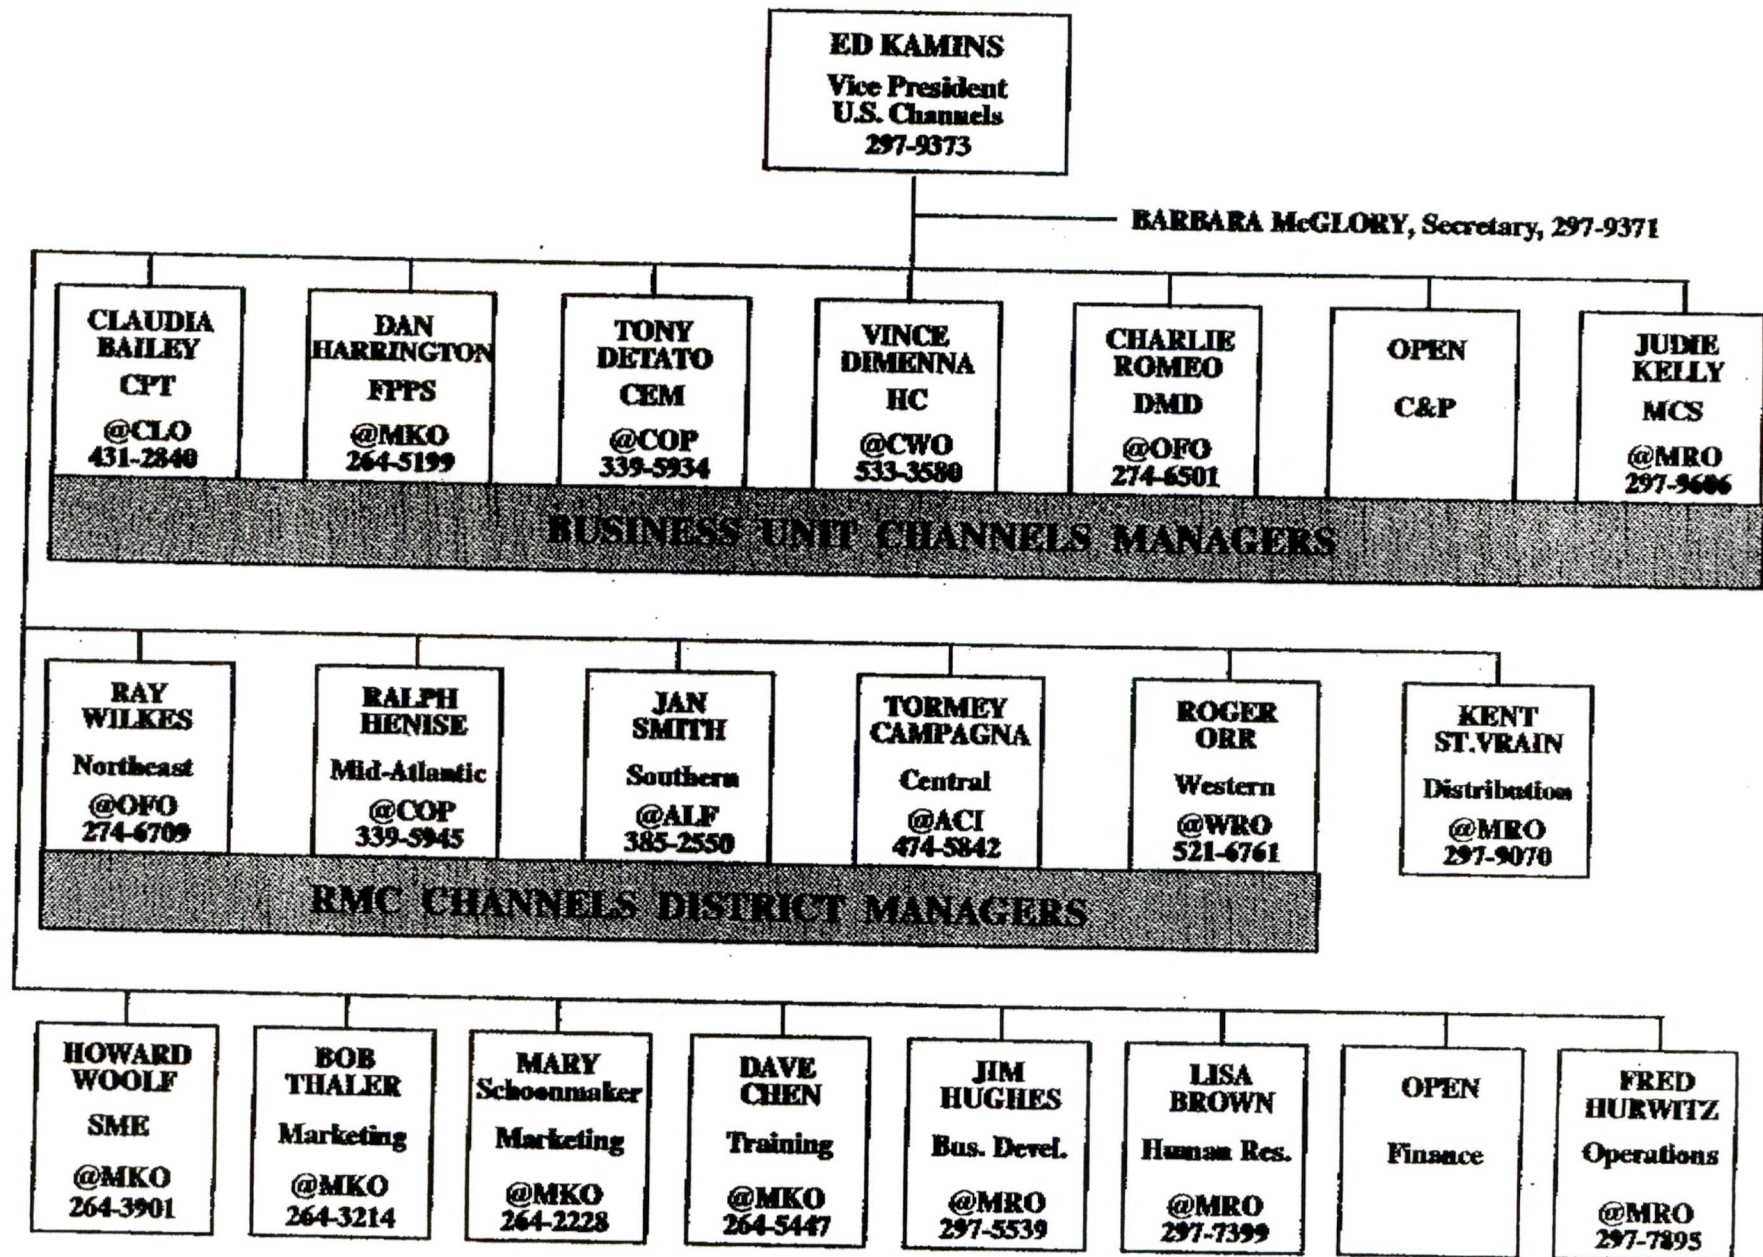 ED KAMINS
Vice President
U.S. Channels
297-9373
BARBARA McGLORY, Secretary, 297-9371
CLAUDIA
BAILEY
CPT
@CLO
431-2840
DAN
HARRINGTON
FPPS
@MKO
264-5199
TONY
DETATO
CEM
@COP
339-5934
VINCE
DIMENNA
HC
@CWO
533-3580
CHARLIE
ROMEO
DMD
@OFO
274-6501
OPEN
C&P
JUDIE
KELLY
MCS
@MRO
BUSINESS UNIT CHANNELS MANAGERS
RAY
WILKES
Northeast
@OFO
274-6709
RALPH
HENISE
Mid-Atlantic
@COP
339-5945
JAN
SMITH
Southern
@ALF
385-2550
TORMEY
CAMPAGNA
Central
@ACI
474-5842
ROGER
ORR
Western
@WRO
521-6761
KENT
ST.VRAIN
Distribution
@MRO
297-9070
RMC CHANNELS DISTRICT MANAGERS
HOWARD
WOOLF
SME
@MKO
264-3901
BOB
THALER
Marketing
@MKO
264-3214
MARY
Schoonmaker
Marketing
@MKO
264-2228
DAVE
CHEN
Training
@MKO
264-5447
JIM
HUGHES
Bus. Devel.
@MRO
297-5539
LISA
BROWN
Human Res.
@MRO
297-7399
OPEN
Finance
FRED
HURWITZ
Operations
@MRO
297-7895